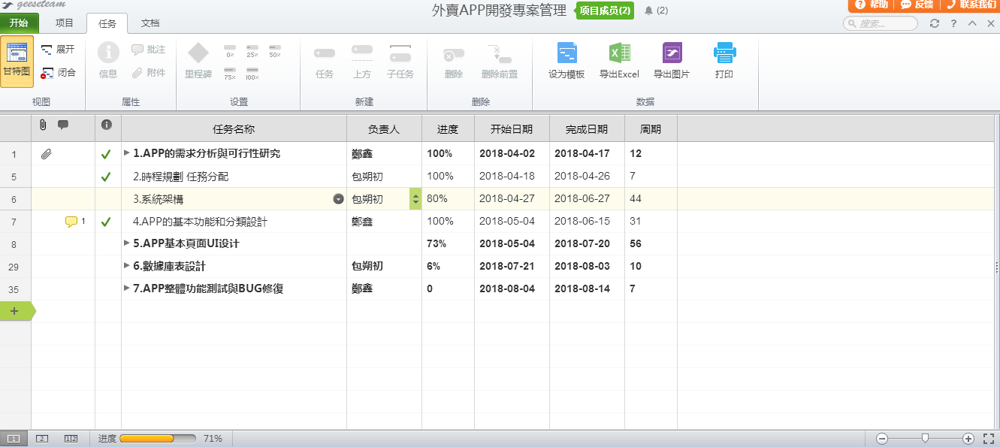 geeseteam
外賣APP開發專案管理 项目成员(2) (2)
帮助 反馈 联系我们
开始 项目 任务 文档
搜索... ?
甘特图 展开 闭合
视图
信息 批注 附件
属性
里程碑 0% 25% 50% 75% 100%
设置
任务 上方 子任务
新建
删除 删除前置
删除
设为模板 导出Excel 导出图片 打印
数据
任务名称 负责人 进度 开始日期 完成日期 周期
1 1.APP的需求分析與可行性研究 鄭鑫 100% 2018-04-02 2018-04-17 12
5 2.時程規劃 任務分配 包朔初 100% 2018-04-18 2018-04-26 7
6 3.系統架構 包朔初 80% 2018-04-27 2018-06-27 44
7 1 4.APP的基本功能和分類設計 鄭鑫 100% 2018-05-04 2018-06-15 31
8 5.APP基本頁面UI设计 73% 2018-05-04 2018-07-20 56
29 6.數據庫表設計 包朔初 6% 2018-07-21 2018-08-03 10
35 7.APP整體功能測試與BUG修復 鄭鑫 0 2018-08-04 2018-08-14 7
1 2 1|2 进度 71%